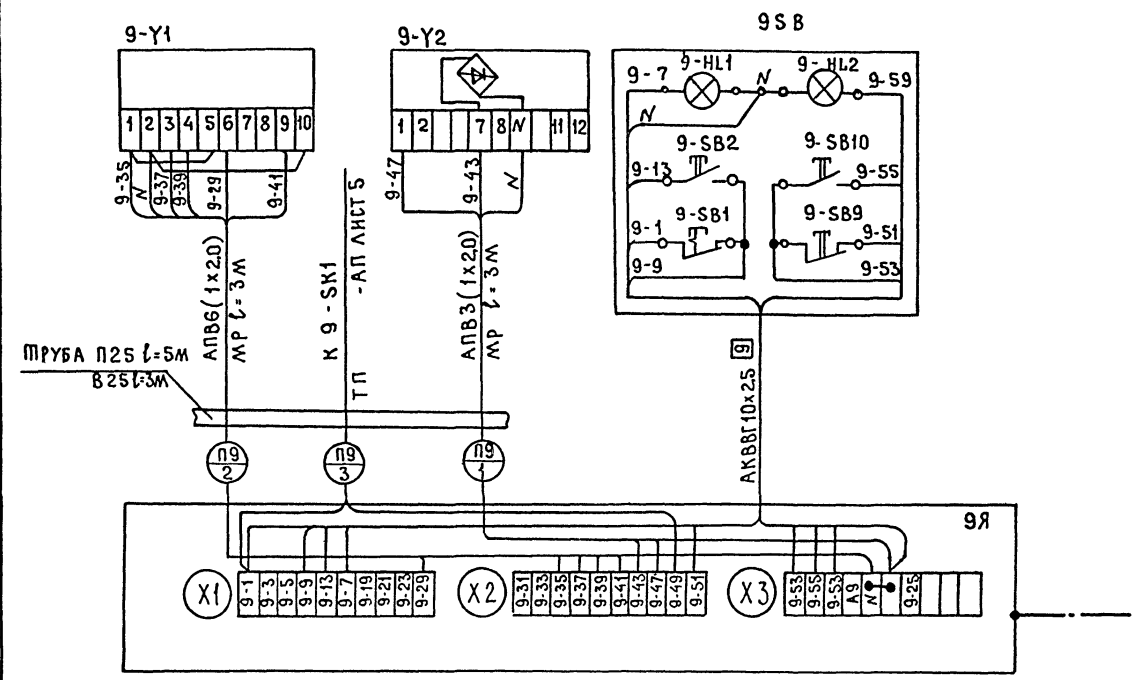 9-Y1
1 2 3 4 5 6 7 8 9 10
9-35
N
9-37
9-39
9-29
9-41
АПВ6(1×2,0)
МР ℓ=3М
К 9-SK1
-АП ЛИСТ 5
ТП
9-Y2
1 2 7 8 N 11 12
9-47
9-43
N
АПВ3(1×2,0)
МР ℓ=3М
9SB
9-7 9-HL1 N 9-HL2 9-59
N
9-SB2 9-SB10
9-13 9-55
9-SB1 9-SB9
9-1 9-51
9-9 9-53
9
АКВВГ10×2,5
ТРУБА П25 ℓ=5М
В25ℓ=3М
П9
2
П9
3
П9
1
9Я
X1
9-1
9-3
9-5
9-9
9-13
9-7
9-19
9-21
9-23
9-29
X2
9-31
9-33
9-35
9-37
9-39
9-41
9-43
9-47
9-49
9-51
X3
9-53
9-55
9-53
А9
N
9-25